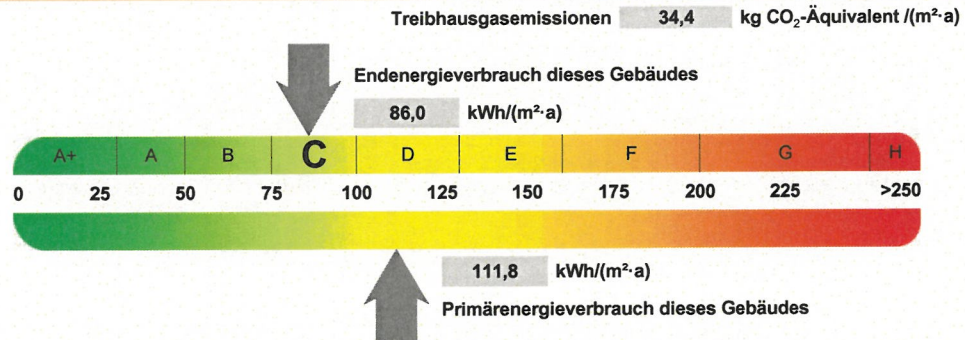 Treibhausgasemissionen 34,4 kg CO₂-Äquivalent /(m²·a)
Endenergieverbrauch dieses Gebäudes
86,0 kWh/(m²·a)
A+ A B C D E F G H
0 25 50 75 100 125 150 175 200 225 >250
111,8 kWh/(m²·a)
Primärenergieverbrauch dieses Gebäudes